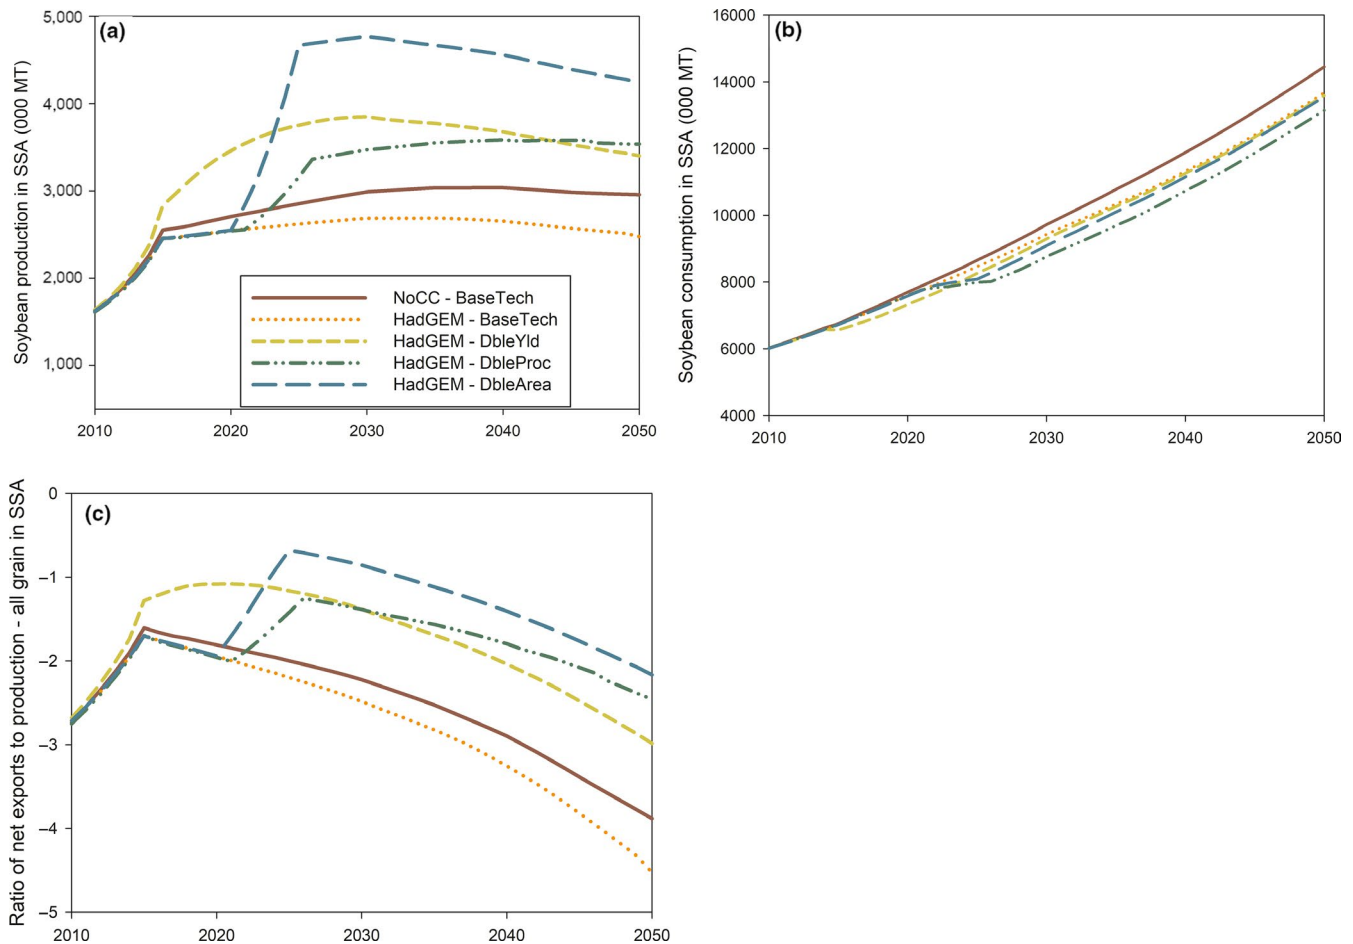 (a)
Soybean production in SSA (000 MT)
5,000
4,000
3,000
2,000
1,000
2010 2020 2030 2040 2050
NoCC - BaseTech
HadGEM - BaseTech
HadGEM - DbleYld
HadGEM - DbleProc
HadGEM - DbleArea
(b)
Soybean consumption in SSA (000 MT)
16000
14000
12000
10000
8000
6000
4000
2010 2020 2030 2040 2050
(c)
Ratio of net exports to production - all grain in SSA
0
–1
–2
–3
–4
–5
2010 2020 2030 2040 2050